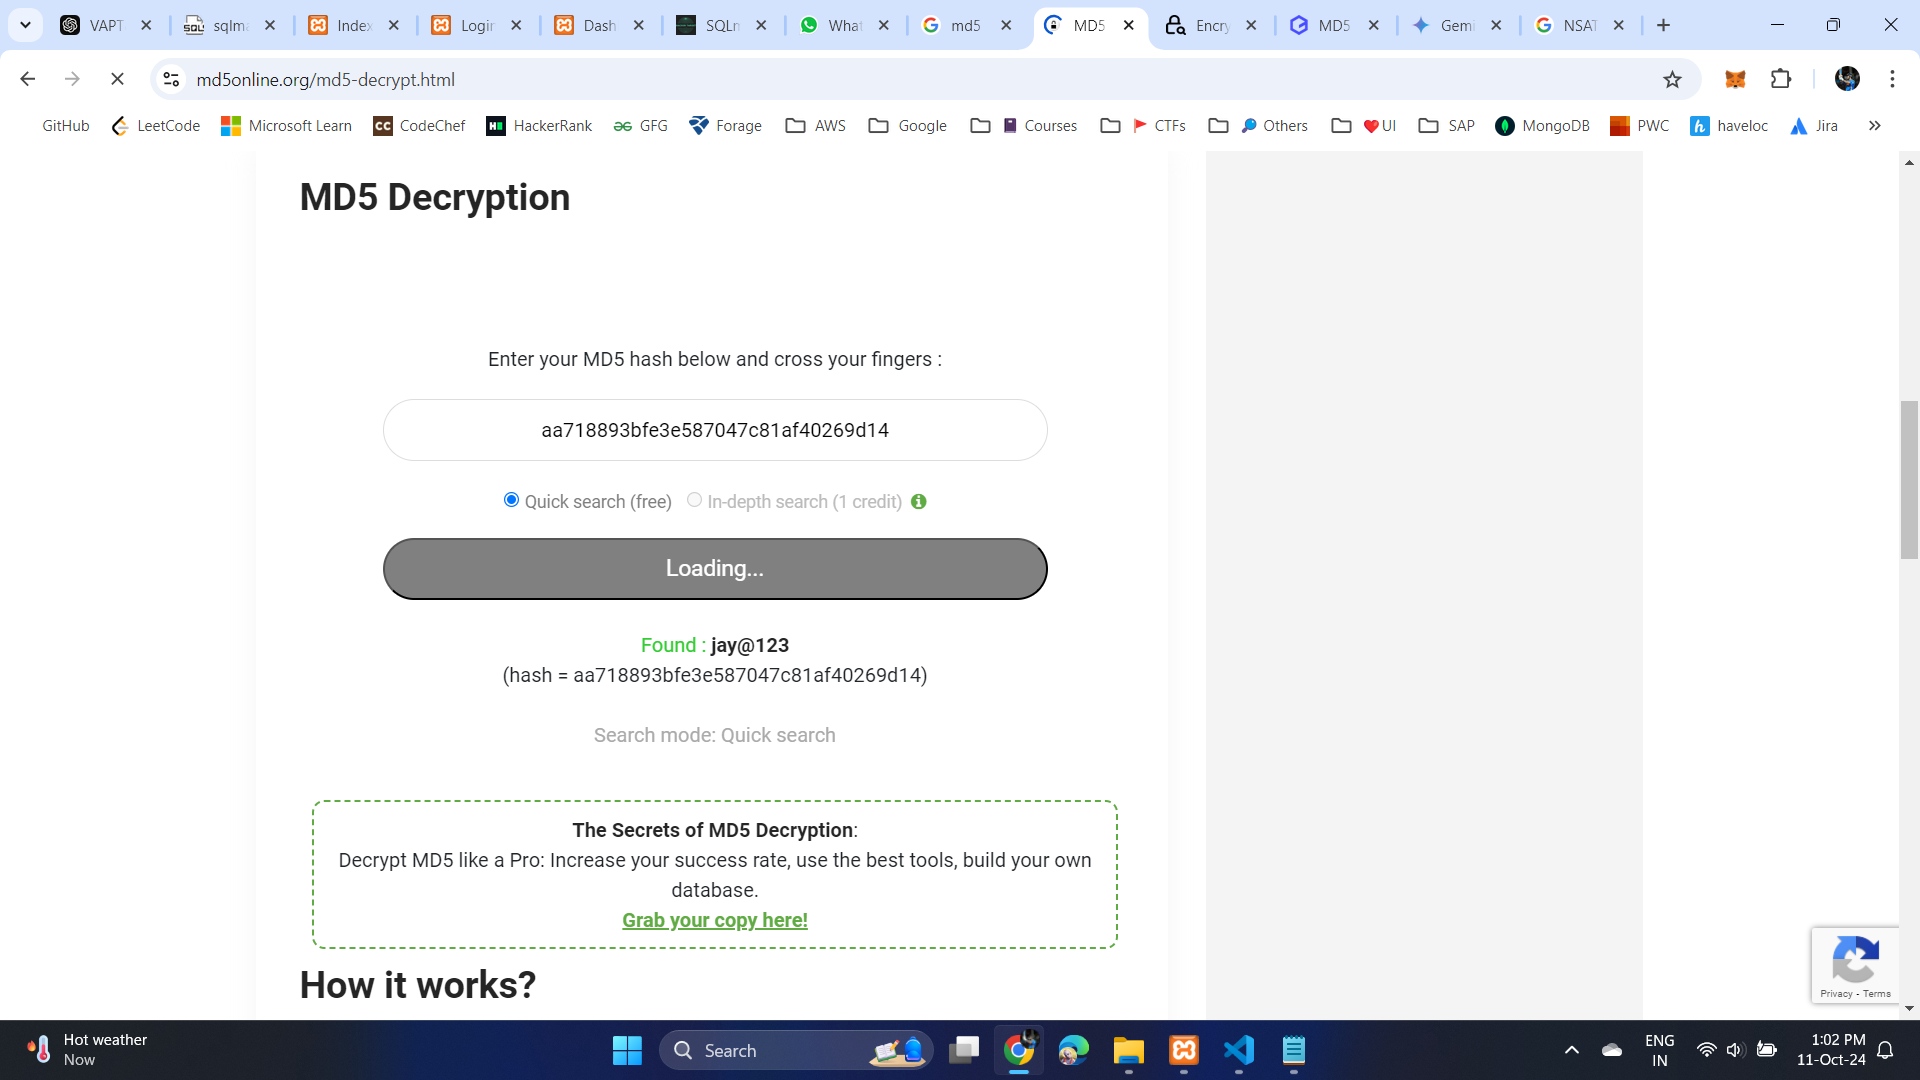 VAPT
sqlma
Index
Login
Dash
SQLm
What
md5
MD5
Encry
MD5
Gemi
NSAT
md5online.org/md5-decrypt.html
GitHub
LeetCode
Microsoft Learn
CodeChef
HackerRank
GFG
Forage
AWS
Google
Courses
CTFs
Others
UI
SAP
MongoDB
PWC
haveloc
Jira
MD5 Decryption
Enter your MD5 hash below and cross your fingers :
aa718893bfe3e587047c81af40269d14
Quick search (free) In-depth search (1 credit)
Loading...
Found : jay@123
(hash = aa718893bfe3e587047c81af40269d14)
Search mode: Quick search
The Secrets of MD5 Decryption:
Decrypt MD5 like a Pro: Increase your success rate, use the best tools, build your own
database.
Grab your copy here!
How it works?
Privacy - Terms
Hot weather
Now
Search
ENG
IN
1:02 PM
11-Oct-24